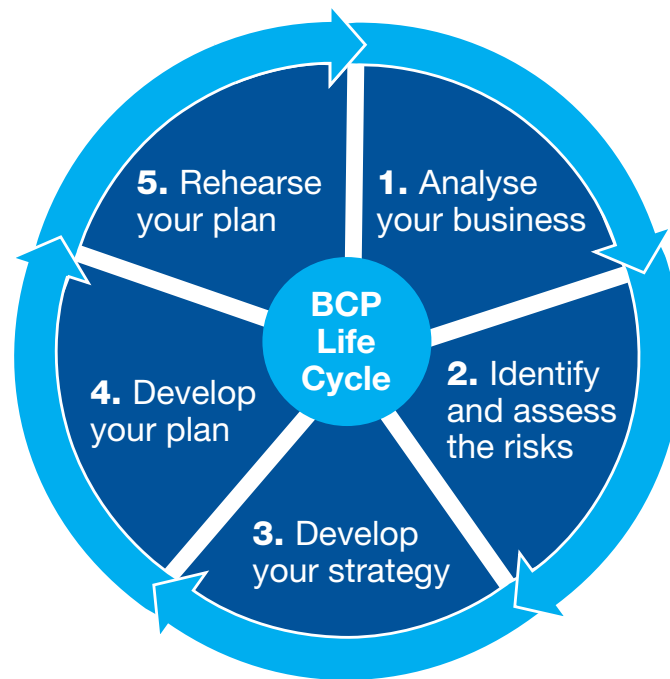 BCP
Life
Cycle
1. Analyse
your business
2. Identify
and assess
the risks
3. Develop
your strategy
4. Develop
your plan
5. Rehearse
your plan